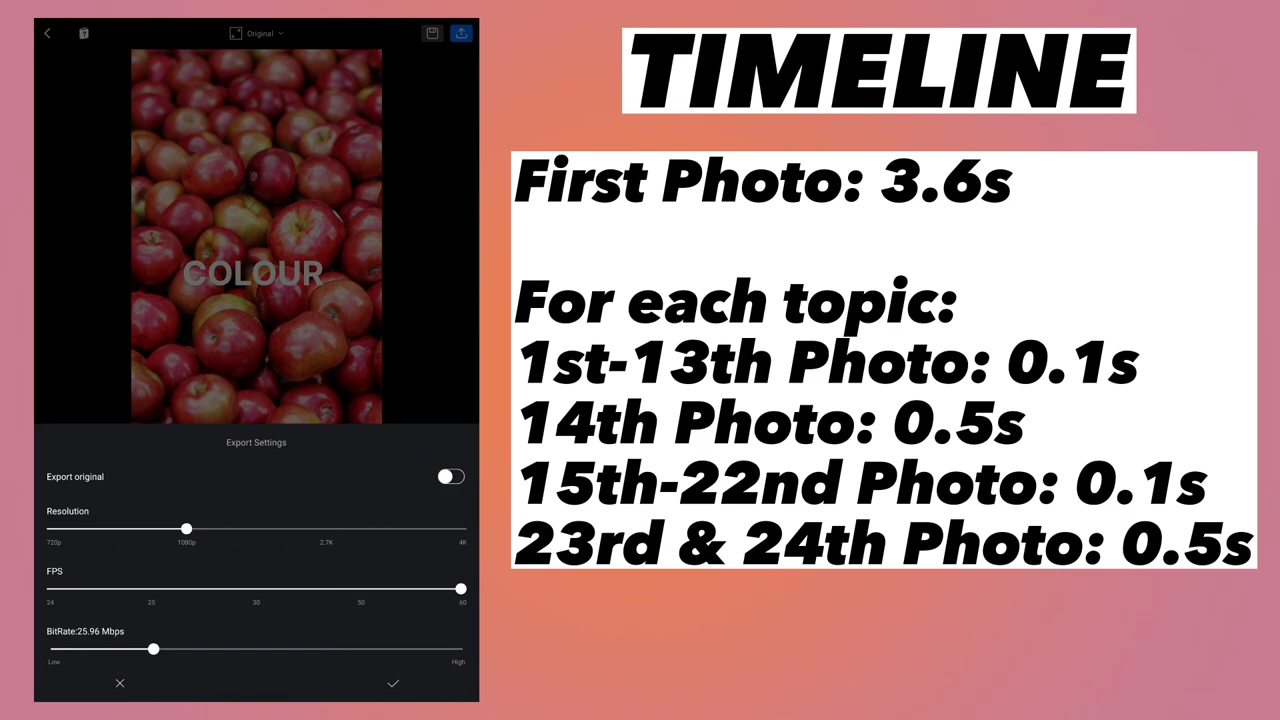 Original
COLOUR
Export Settings
Export original
Resolution
720p 1080p 2.7K 4K
FPS
24 25 30 50 60
BitRate:25.96 Mbps
Low High
TIMELINE
First Photo: 3.6s
For each topic:
1st-13th Photo: 0.1s
14th Photo: 0.5s
15th-22nd Photo: 0.1s
23rd & 24th Photo: 0.5s